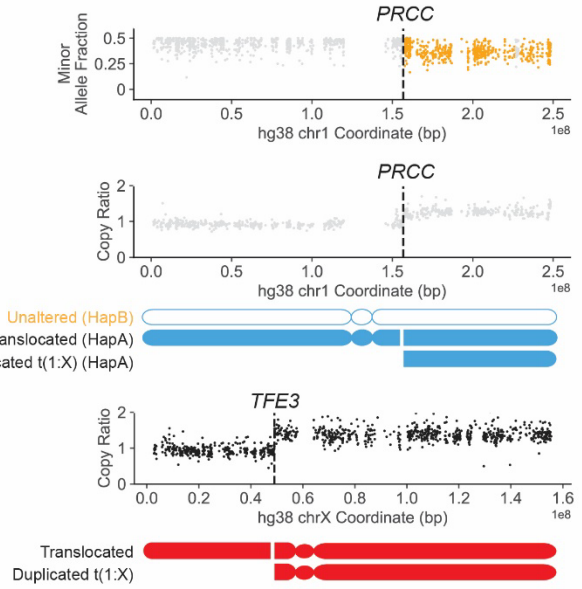 PRCC
Minor
Allele Fraction
0.5
0.25
0
0.0 0.5 1.0 1.5 2.0 2.5
1e8
hg38 chr1 Coordinate (bp)
PRCC
Copy Ratio
2
1
0
0.0 0.5 1.0 1.5 2.0 2.5
1e8
hg38 chr1 Coordinate (bp)
Unaltered (HapB)
anslocated (HapA)
cated t(1:X) (HapA)
TFE3
Copy Ratio
2
1
0
0.0 0.2 0.4 0.6 0.8 1.0 1.2 1.4 1.6
1e8
hg38 chrX Coordinate (bp)
Translocated
Duplicated t(1:X)